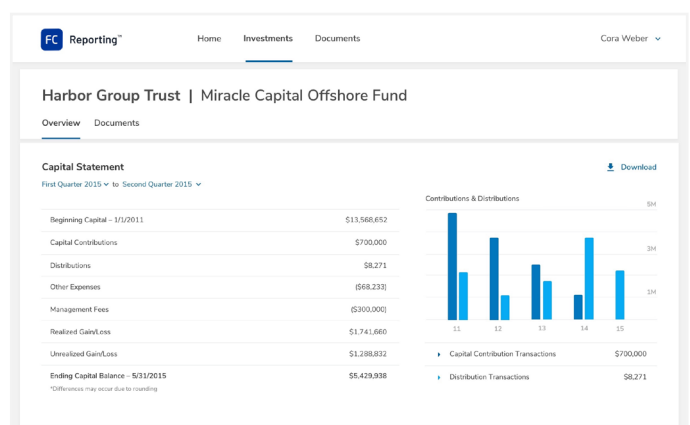 FC Reporting™ Home Investments Documents Cora Weber
Harbor Group Trust | Miracle Capital Offshore Fund
Overview Documents
Capital Statement
Download
First Quarter 2015 to Second Quarter 2015
Beginning Capital – 1/1/2011 $13,568,652
Capital Contributions $700,000
Distributions $8,271
Other Expenses ($68,233)
Management Fees ($300,000)
Realized Gain/Loss $1,741,660
Unrealized Gain/Loss $1,288,832
Ending Capital Balance – 5/31/2015 $5,429,938
*Differences may occur due to rounding
Contributions & Distributions
5M
3M
1M
11 12 13 14 15
Capital Contribution Transactions $700,000
Distribution Transactions $8,271